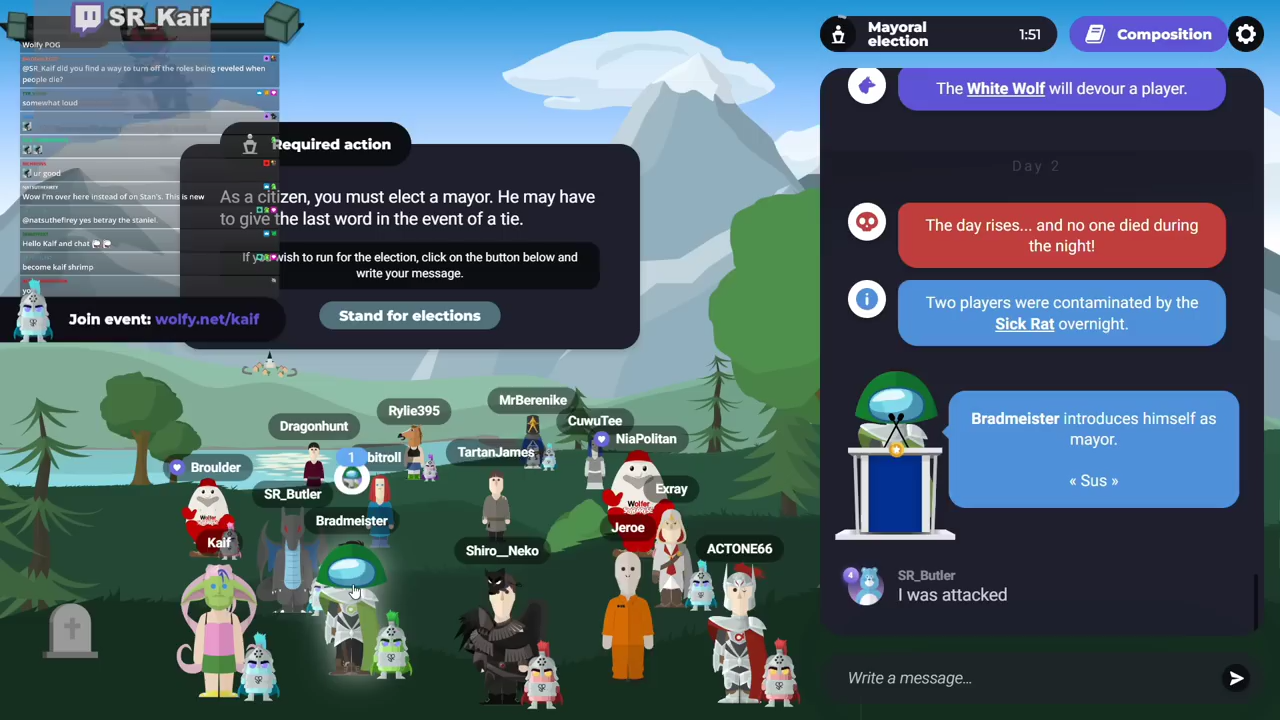 SR_Kaif
Wolfy POG
@SR_Kaif did you find a way to turn off the roles being reveled when
people die?
somewhat loud
ur good
Wow I'm over here instead of on Stan's. This is new
@natsuthefirey yes betray the stanlel.
Hello Kaif and chat
become kaif shrimp
Join event: wolfy.net/kaif
Required action
As a citizen, you must elect a mayor. He may have
to give the last word in the event of a tie.
If you wish to run for the election, click on the button below and
write your message.
Stand for elections
MrBerenike
Rylie395
CuwuTee
Dragonhunt
NiaPolitan
TartanJames
1
bitroll
Broulder
SR_Butler
Exray
Bradmeister
Jeroe
Kaif
Shiro__Neko
ACTONE66
Mayoral
election
1:51
Composition
The White Wolf will devour a player.
Day 2
The day rises... and no one died during
the night!
Two players were contaminated by the
Sick Rat overnight.
Bradmeister introduces himself as
mayor.
« Sus »
4
SR_Butler
I was attacked
Write a message...